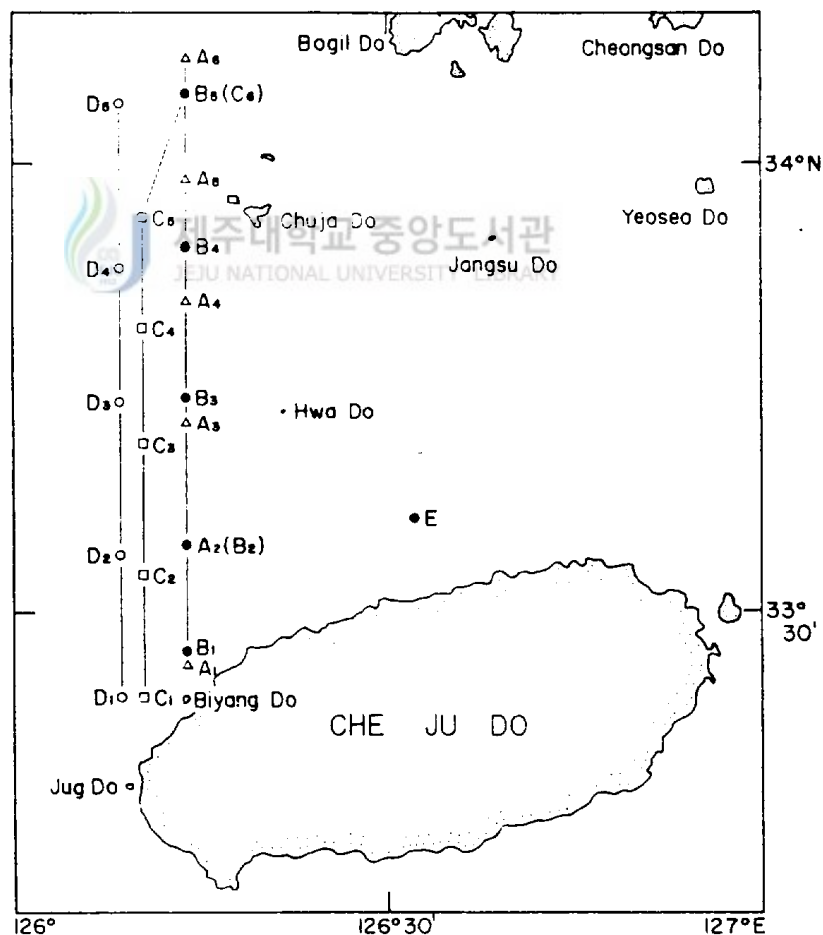 Bogil Do
Cheongsan Do
△ A₆
● B₅(C₆)
D₅○
34°N
△ A₅
Yeoseo Do
C₅
Chuja Do
제주대학교 중앙도서관
● B₄
JEJU NATIONAL UNIVERSITY LIBRARY
D₄○
Jangsu Do
△ A₄
□ C₄
D₃○
● B₃
△ A₃
Hwa Do
□ C₃
● E
● A₂(B₂)
D₂○
□ C₂
33°
30'
● B₁
△ A₁
D₁○
□ C₁
Biyang Do
CHE JU DO
Jug Do
126°
126°30'
127°E